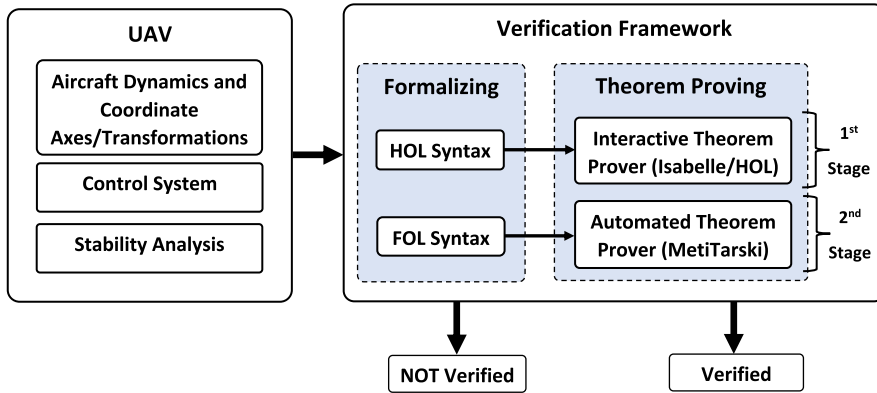 UAV
Aircraft Dynamics and
Coordinate
Axes/Transformations
Control System
Stability Analysis
Verification Framework
Formalizing
HOL Syntax
FOL Syntax
Theorem Proving
Interactive Theorem
Prover (Isabelle/HOL)
Automated Theorem
Prover (MetiTarski)
1st
Stage
2nd
Stage
NOT Verified
Verified